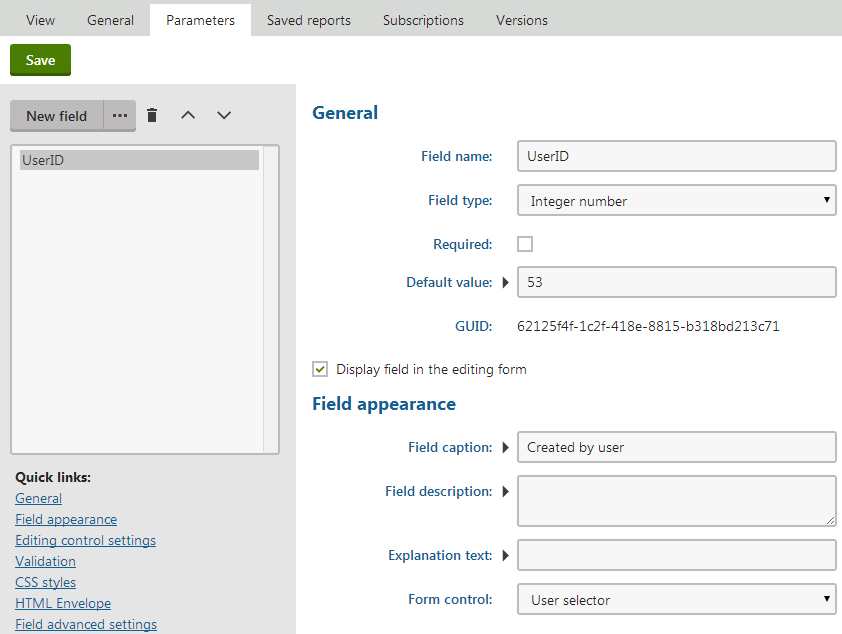 View General Parameters Saved reports Subscriptions Versions
Save
New field ...
UserID
Quick links:
General
Field appearance
Editing control settings
Validation
CSS styles
HTML Envelope
Field advanced settings
General
Field name: UserID
Field type: Integer number
Required:
Default value: 53
GUID: 62125f4f-1c2f-418e-8815-b318bd213c71
Display field in the editing form
Field appearance
Field caption: Created by user
Field description:
Explanation text:
Form control: User selector